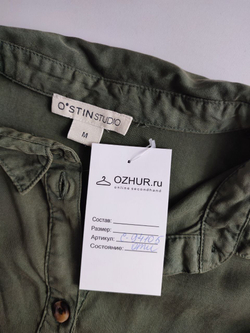 O'STIN STUDIO
M
OZHUR.ru
Состав:
Размер:
Артикул:
Состояние: